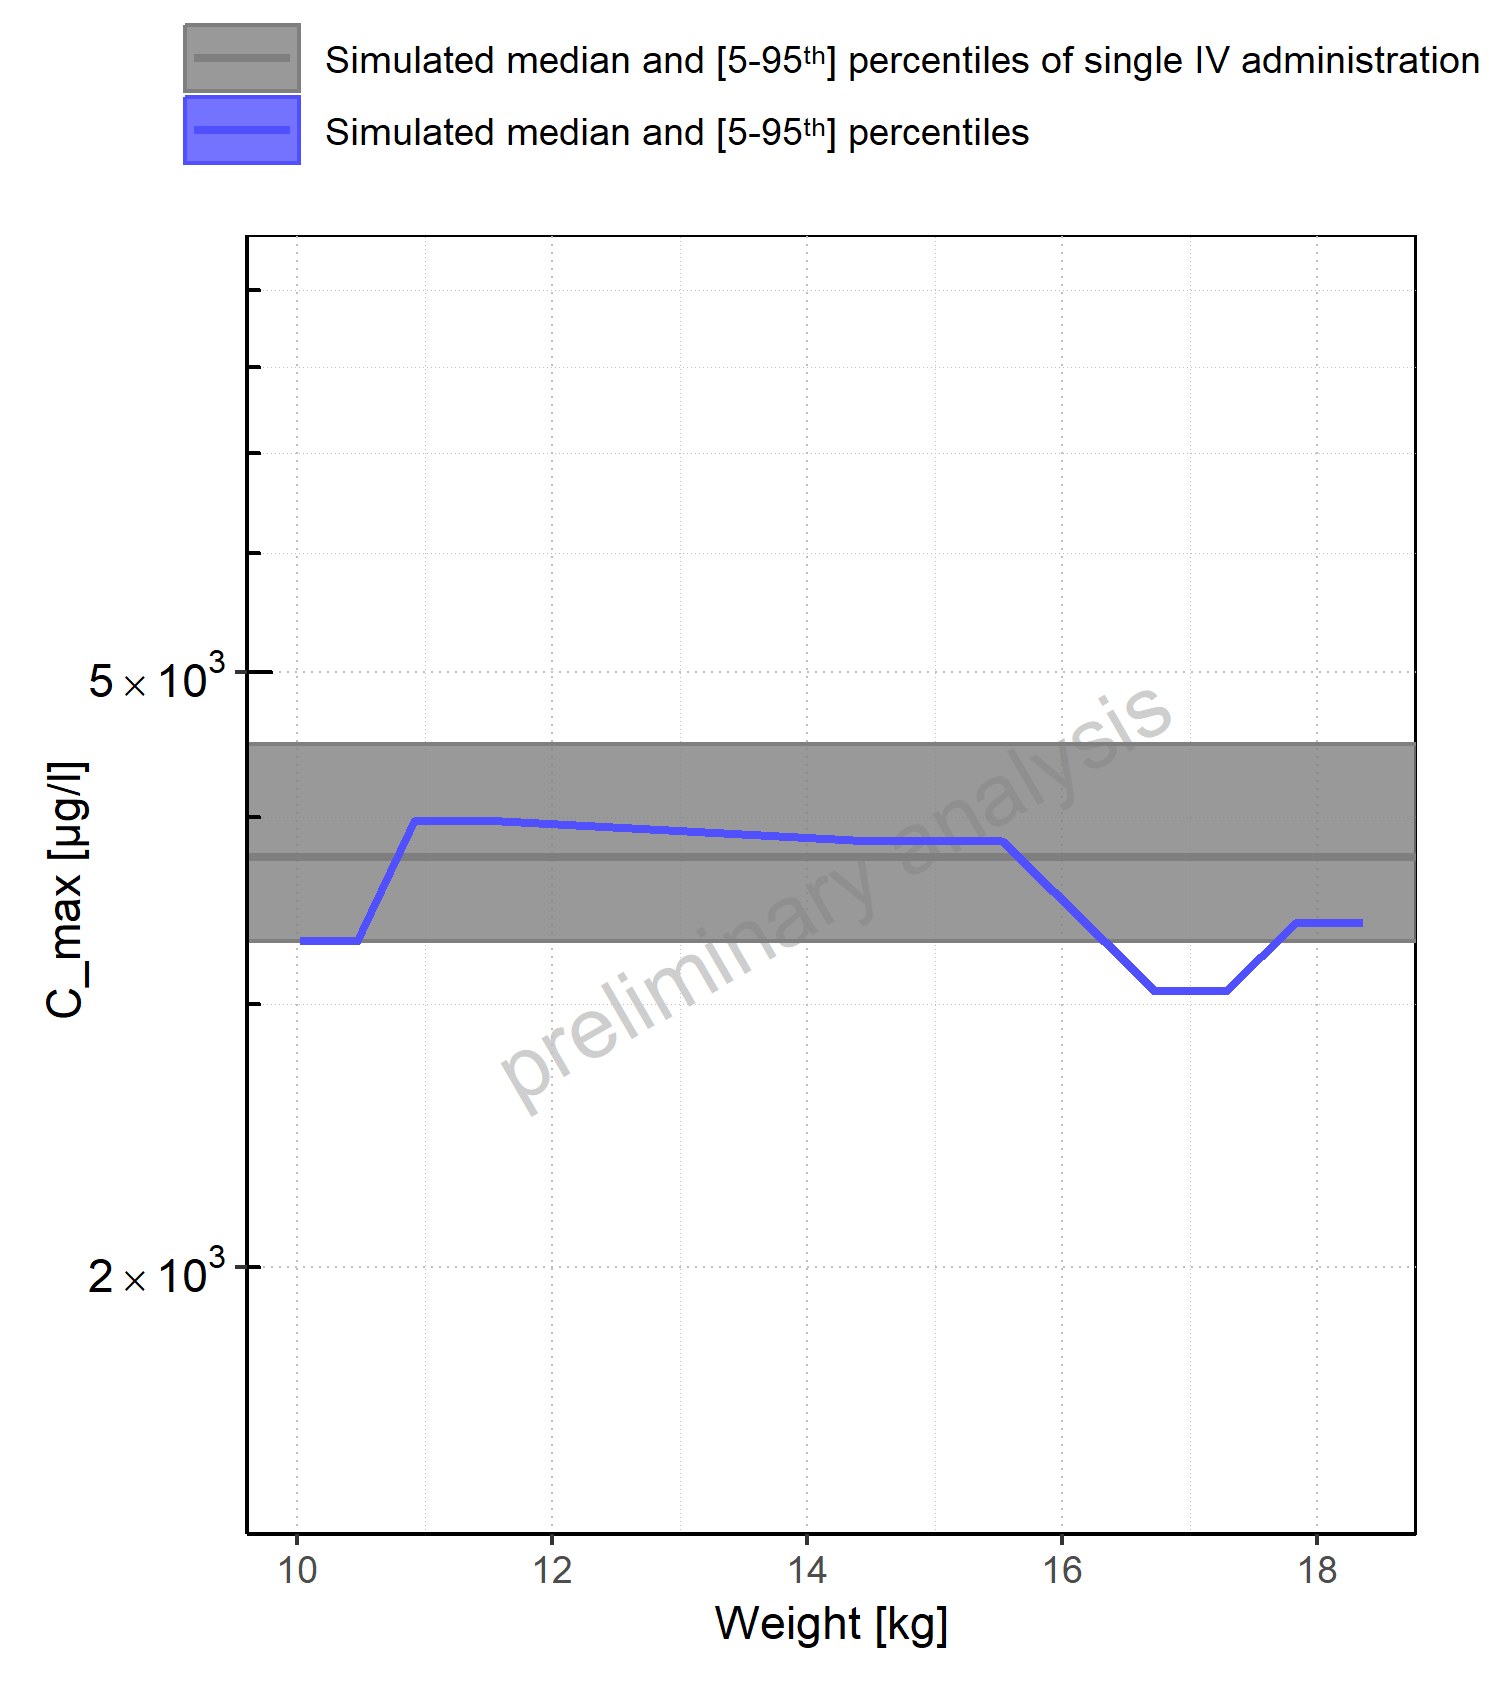 Simulated median and [5-95ᵗʰ] percentiles of single IV administration
Simulated median and [5-95ᵗʰ] percentiles
5 × 10³
2 × 10³
C_max [µg/l]
preliminary analysis
10 12 14 16 18
Weight [kg]